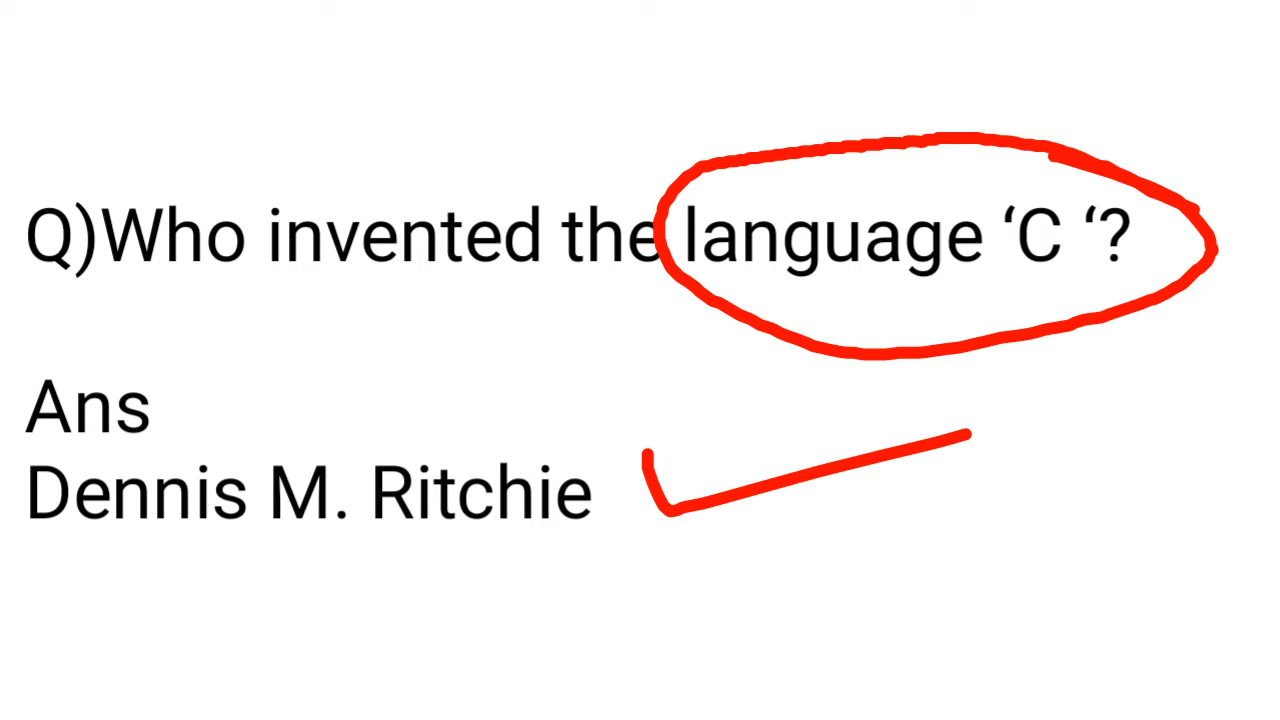 Q)Who invented the language ‘C ‘?
Ans
Dennis M. Ritchie